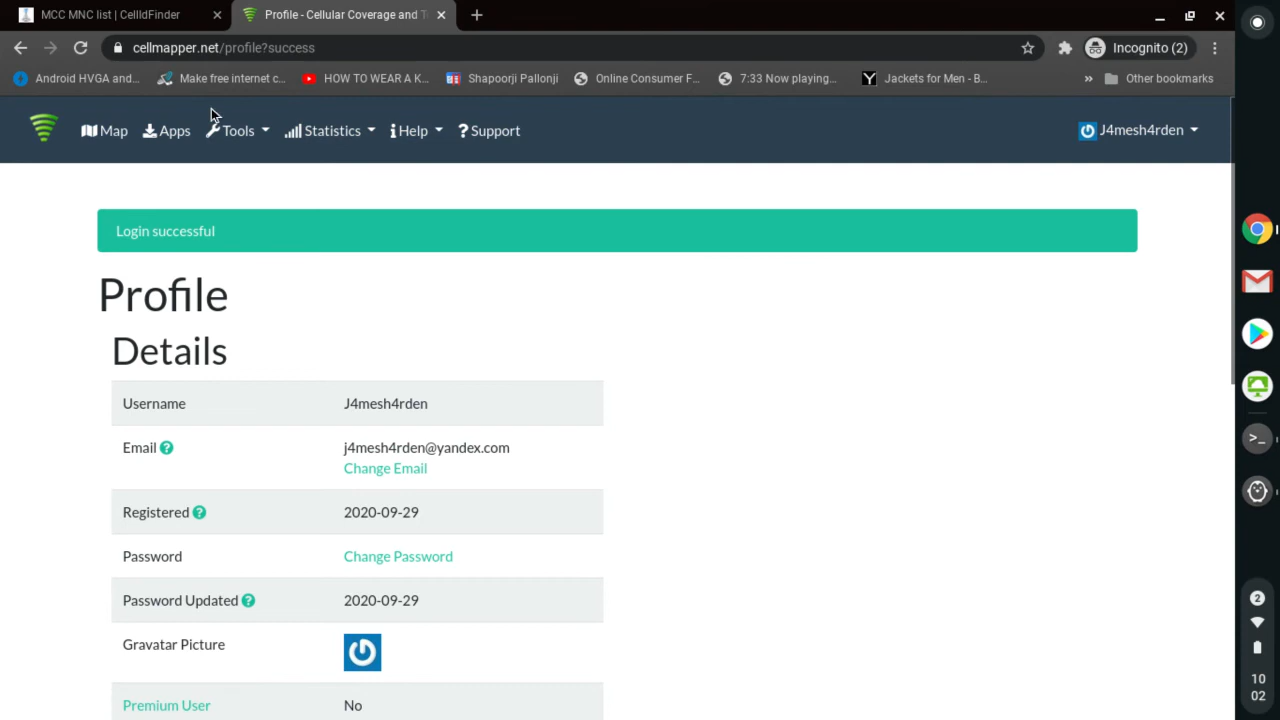 MCC MNC list | CellIdFinder
Profile - Cellular Coverage and T
cellmapper.net/profile?success
Incognito (2)
Android HVGA and...
Make free internet c...
HOW TO WEAR A K...
Shapoorji Pallonji
Online Consumer F...
7:33 Now playing...
Y Jackets for Men - B...
»
Other bookmarks
Map
Apps
Tools
Statistics
Help
? Support
J4mesh4rden
Login successful
Profile
Details
Username J4mesh4rden
Email ? j4mesh4rden@yandex.com
Change Email
Registered ? 2020-09-29
Password Change Password
Password Updated ? 2020-09-29
Gravatar Picture
Premium User No
>_
2
10
02